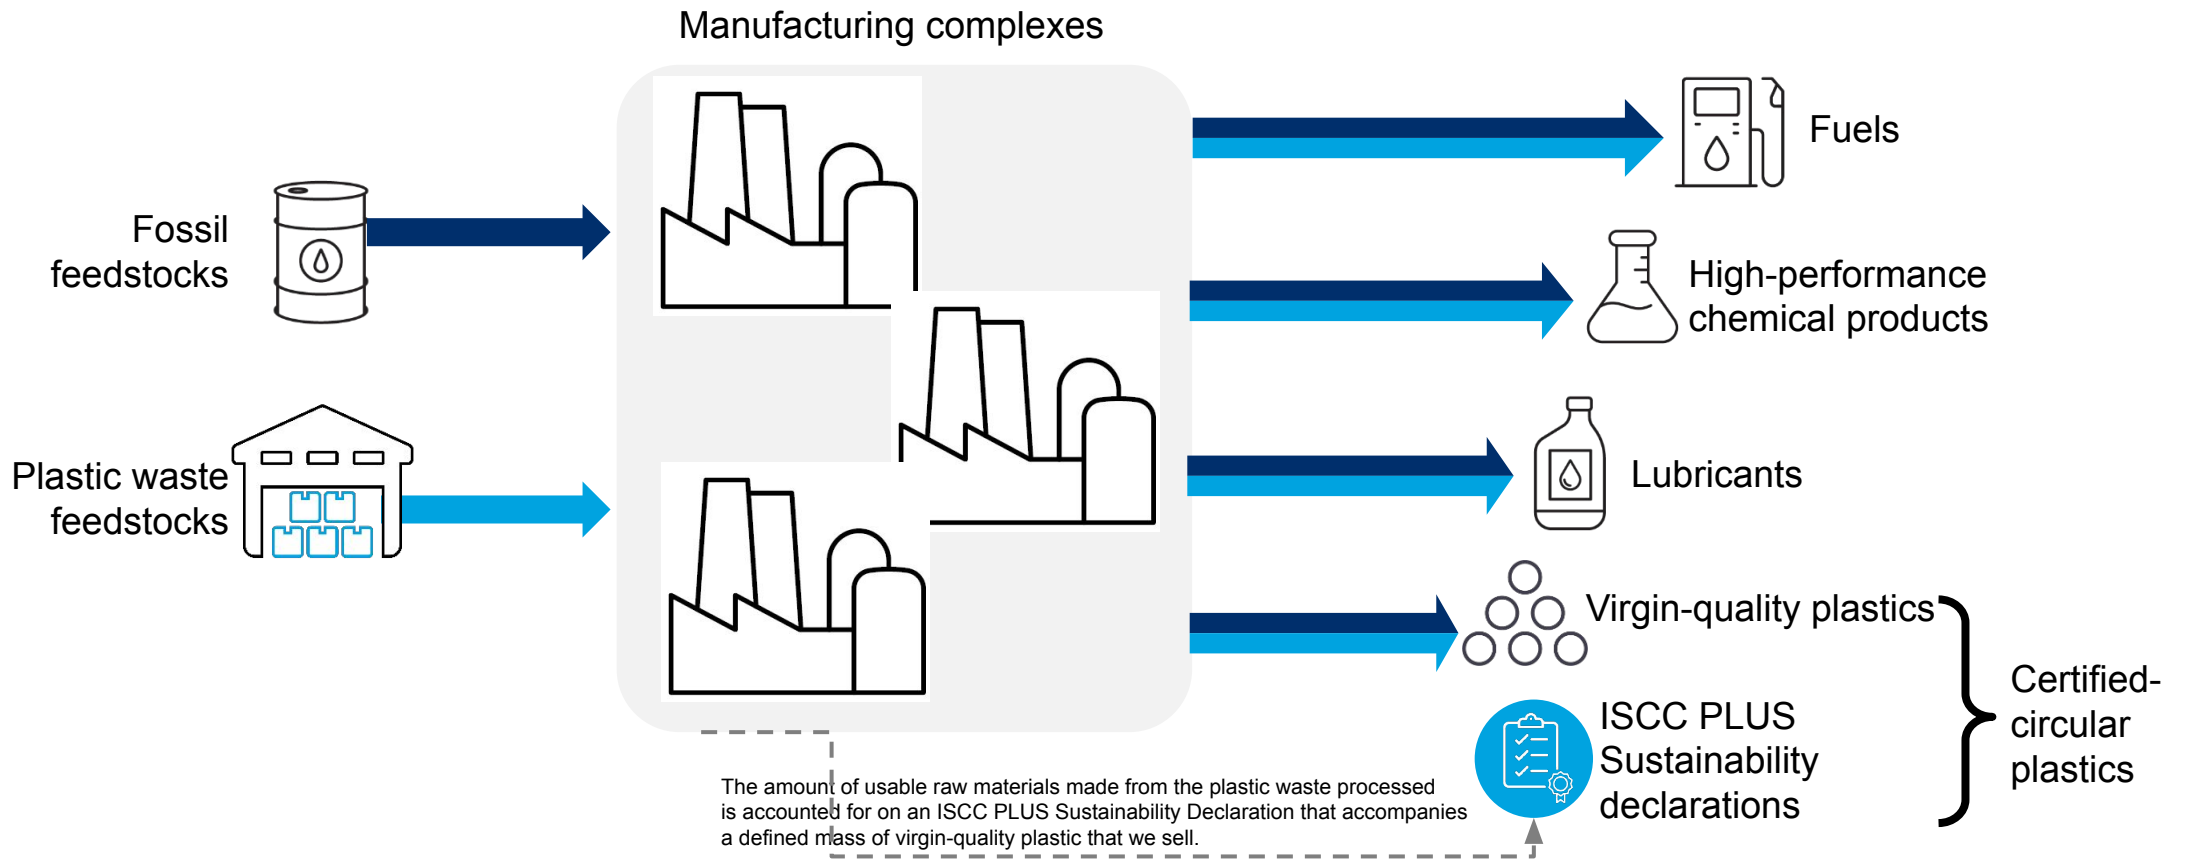 Manufacturing complexes
Fossil
feedstocks
Plastic waste
feedstocks
Fuels
High-performance
chemical products
Lubricants
Virgin-quality plastics
ISCC PLUS
Sustainability
declarations
Certified-
circular
plastics
The amount of usable raw materials made from the plastic waste processed
is accounted for on an ISCC PLUS Sustainability Declaration that accompanies
a defined mass of virgin-quality plastic that we sell.